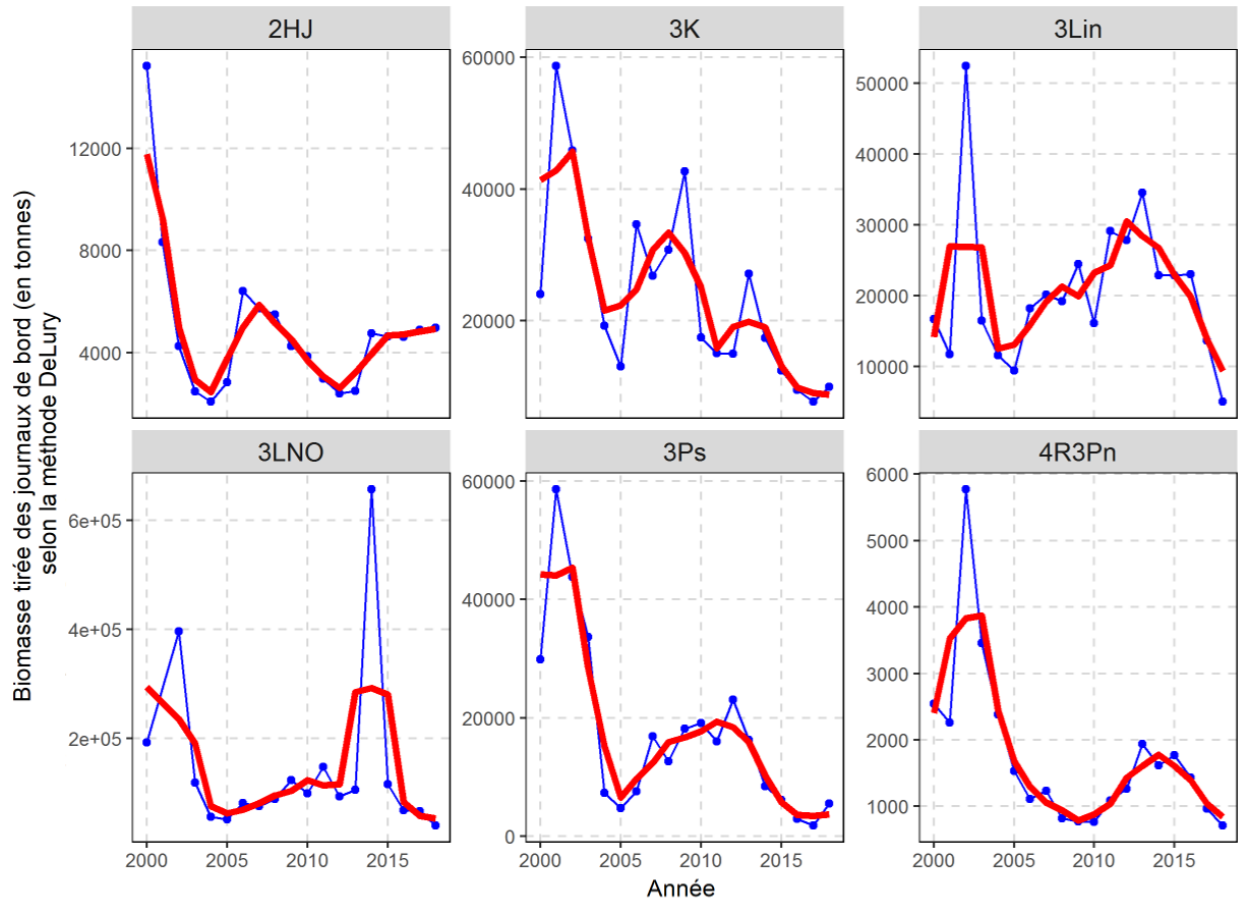 2HJ
3K
3Lin
12000
8000
4000
60000
40000
20000
50000
40000
30000
20000
10000
3LNO
3Ps
4R3Pn
6e+05
4e+05
2e+05
60000
40000
20000
0
6000
5000
4000
3000
2000
1000
2000 2005 2010 2015
2000 2005 2010 2015
2000 2005 2010 2015
Année
Biomasse tirée des journaux de bord (en tonnes)
selon la méthode DeLury